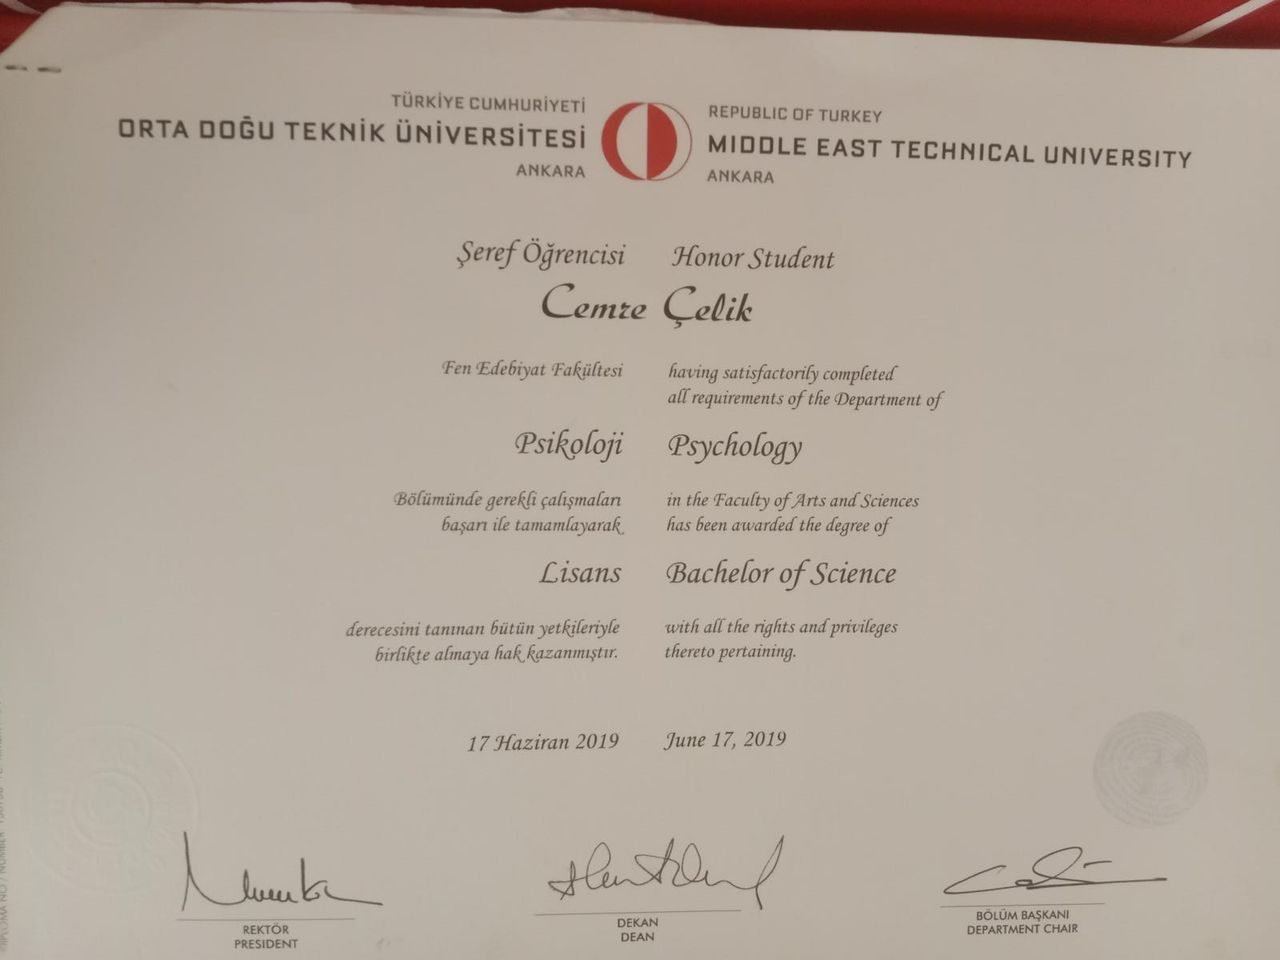 TÜRKİYE CUMHURİYETİ
ORTA DOĞU TEKNİK ÜNİVERSİTESİ
ANKARA
REPUBLIC OF TURKEY
MIDDLE EAST TECHNICAL UNIVERSITY
ANKARA
Şeref Öğrencisi Honor Student
Cemre Çelik
Fen Edebiyat Fakültesi
having satisfactorily completed
all requirements of the Department of
Psikoloji Psychology
Bölümünde gerekli çalışmaları
başarı ile tamamlayarak
in the Faculty of Arts and Sciences
has been awarded the degree of
Lisans Bachelor of Science
derecesini tanınan bütün yetkileriyle
birlikte almaya hak kazanmıştır.
with all the rights and privileges
thereto pertaining.
17 Haziran 2019 June 17, 2019
REKTÖR
PRESIDENT
DEKAN
DEAN
BÖLÜM BAŞKANI
DEPARTMENT CHAIR
DIPLOMA NO / NUMBER